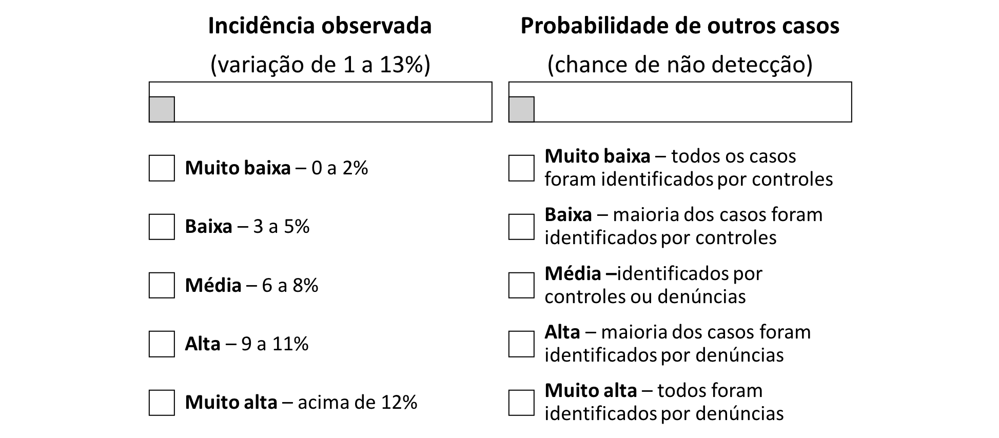 Incidência observada
(variação de 1 a 13%)
Muito baixa – 0 a 2%
Baixa – 3 a 5%
Média – 6 a 8%
Alta – 9 a 11%
Muito alta – acima de 12%
Probabilidade de outros casos
(chance de não detecção)
Muito baixa – todos os casos
foram identificados por controles
Baixa – maioria dos casos foram
identificados por controles
Média –identificados por
controles ou denúncias
Alta – maioria dos casos foram
identificados por denúncias
Muito alta – todos foram
identificados por denúncias